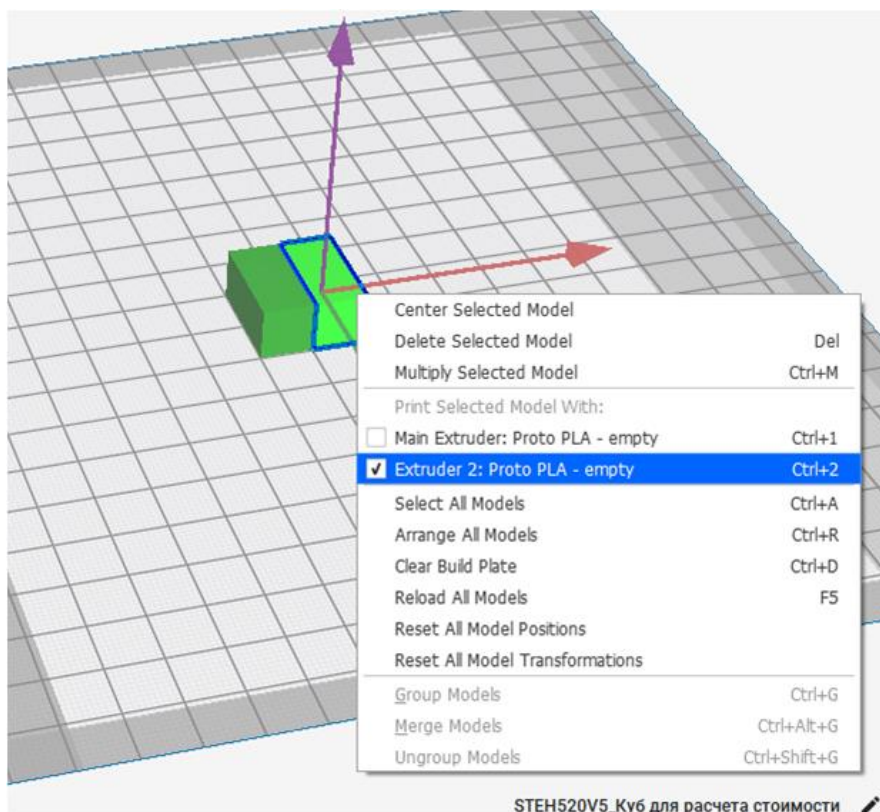 Center Selected Model
Delete Selected Model Del
Multiply Selected Model Ctrl+M
Print Selected Model With:
Main Extruder: Proto PLA - empty Ctrl+1
Extruder 2: Proto PLA - empty Ctrl+2
Select All Models Ctrl+A
Arrange All Models Ctrl+R
Clear Build Plate Ctrl+D
Reload All Models F5
Reset All Model Positions
Reset All Model Transformations
Group Models Ctrl+G
Merge Models Ctrl+Alt+G
Ungroup Models Ctrl+Shift+G
STEH520V5_Куб для расчета стоимости